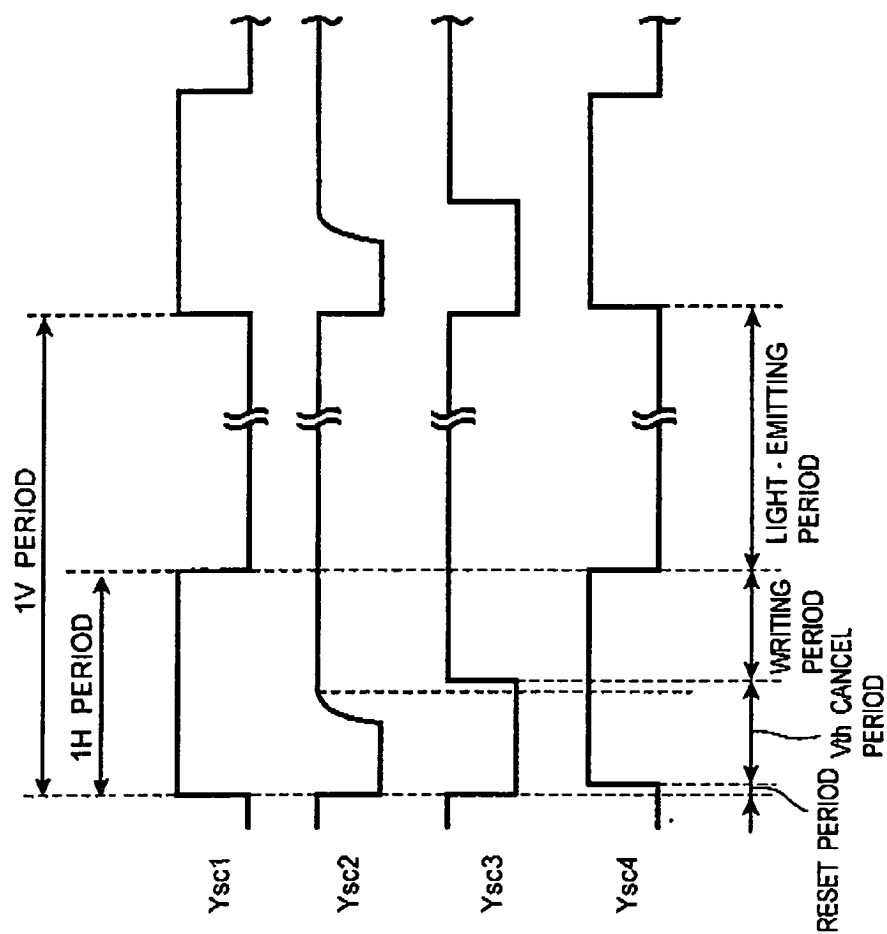 1V PERIOD
1H PERIOD
Ysc1
Ysc2
Ysc3
Ysc4
RESET PERIOD
Vth CANCEL
PERIOD
WRITING
PERIOD
LIGHT - EMITTING
PERIOD